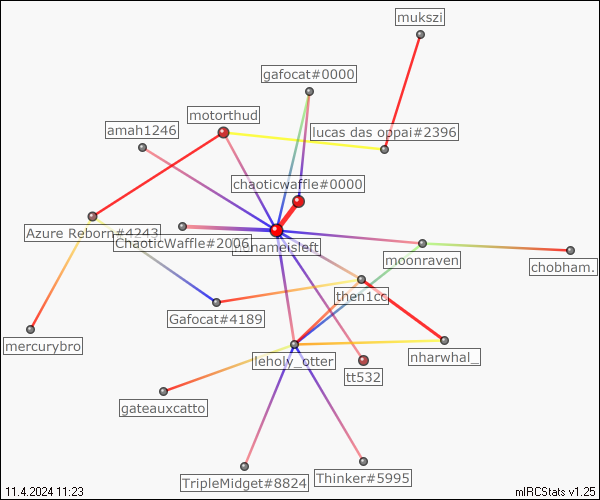 mukszi
gafocat#0000
motorthud
amah1246
lucas das oppai#2396
chaoticwaffle#0000
Azure Reborn#4243
ChaoticWaffle#2006
moonraven
chobham.
then1cc
Gafocat#4189
mercurybro
nharwhal_
leholy_otter
tt532
gateauxcatto
TripleMidget#8824
Thinker#5995
11.4.2024 11:23
mIRCStats v1.25